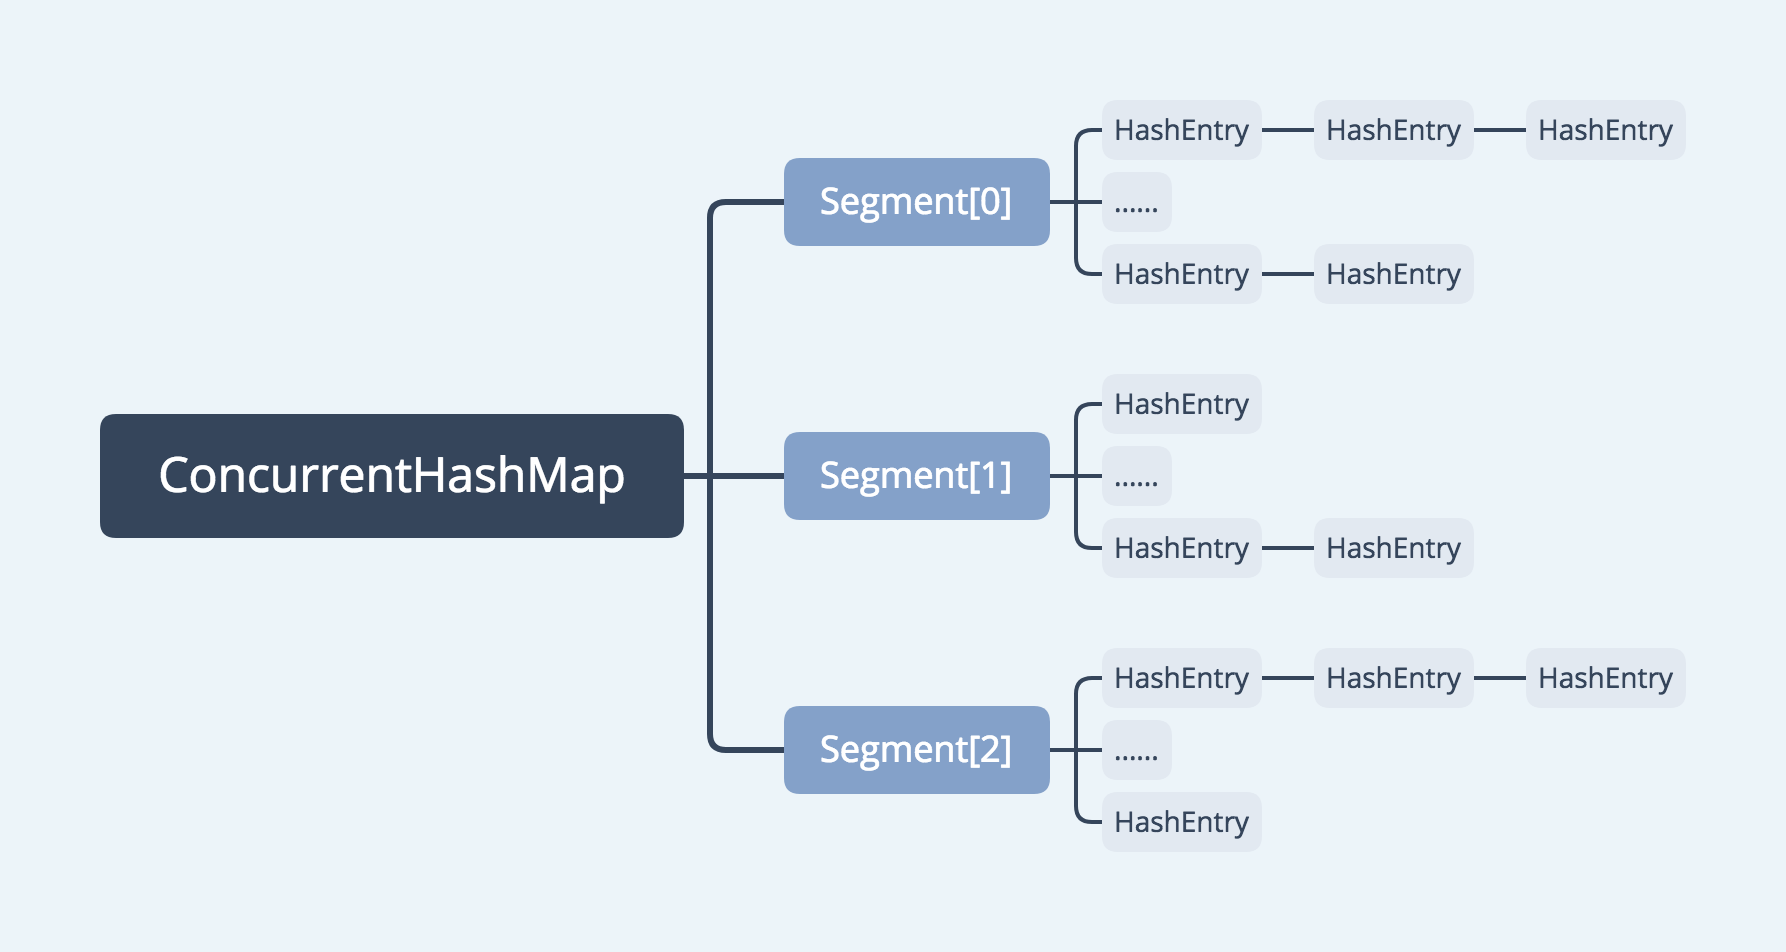 ConcurrentHashMap
Segment[0]
HashEntry HashEntry HashEntry
......
HashEntry HashEntry
Segment[1]
HashEntry
......
HashEntry HashEntry
Segment[2]
HashEntry HashEntry HashEntry
......
HashEntry